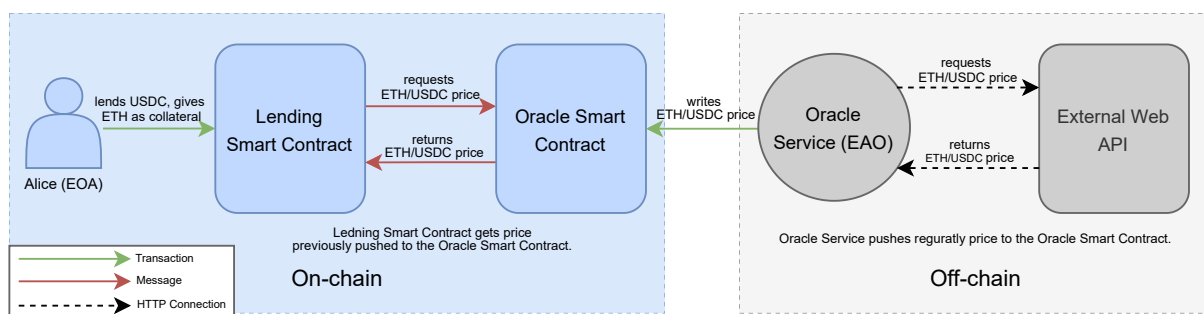 Alice (EOA)
lends USDC, gives
ETH as collateral
Lending
Smart Contract
requests
ETH/USDC price
returns
ETH/USDC price
Oracle Smart
Contract
writes
ETH/USDC price
Oracle
Service (EAO)
requests
ETH/USDC price
returns
ETH/USDC price
External Web
API
Ledning Smart Contract gets price
previously pushed to the Oracle Smart Contract.
Oracle Service pushes reguratly price to the Oracle Smart Contract.
Transaction
Message
HTTP Connection
On-chain
Off-chain